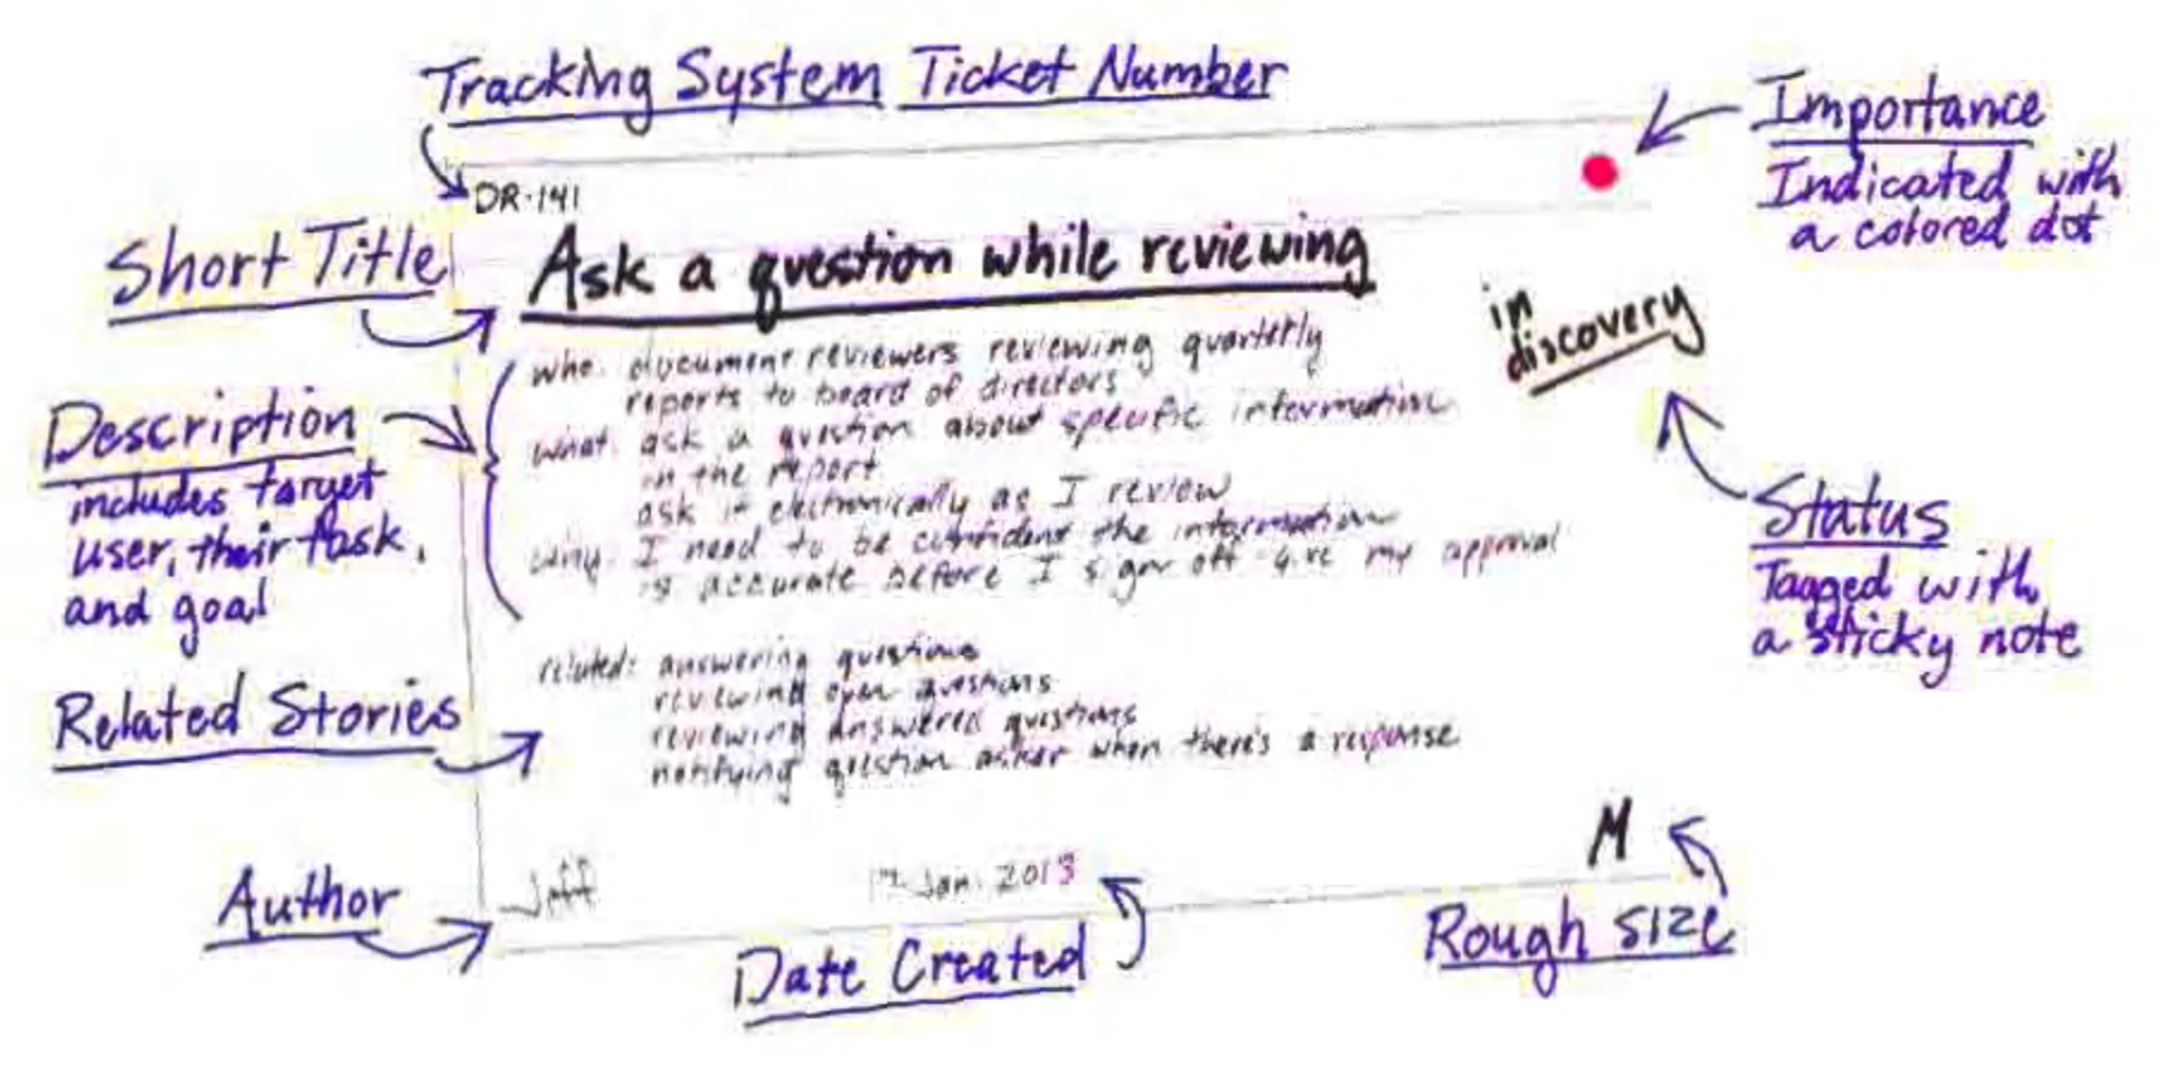 Tracking System Ticket Number
Importance
Indicated with
a colored dot
DR-141
Short Title
Ask a question while reviewing
in
discovery
who: document reviewers reviewing quarterly
reports to board of directors
what: ask a question about specific information
in the report
ask it electronically as I review
why: I need to be confident the information
is accurate before I sign off - give my approval
Description
includes target
user, their task,
and goal
Status
Tagged with
a sticky note
related: answering questions
reviewing open questions
reviewing answered questions
notifying question asker when there's a response
Related Stories
M
Jeff
Jan. 2013
Author
Date Created
Rough size